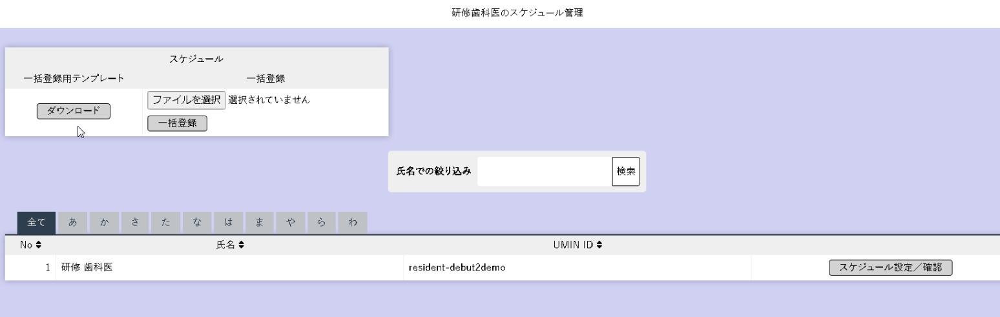 研修歯科医のスケジュール管理
スケジュール
一括登録用テンプレート 一括登録
ダウンロード ファイルを選択 選択されていません
一括登録
氏名での絞り込み 検索
全て あ か さ た な は ま や ら わ
No 氏名 UMIN ID
1 研修 歯科医 resident-debut2demo スケジュール設定／確認